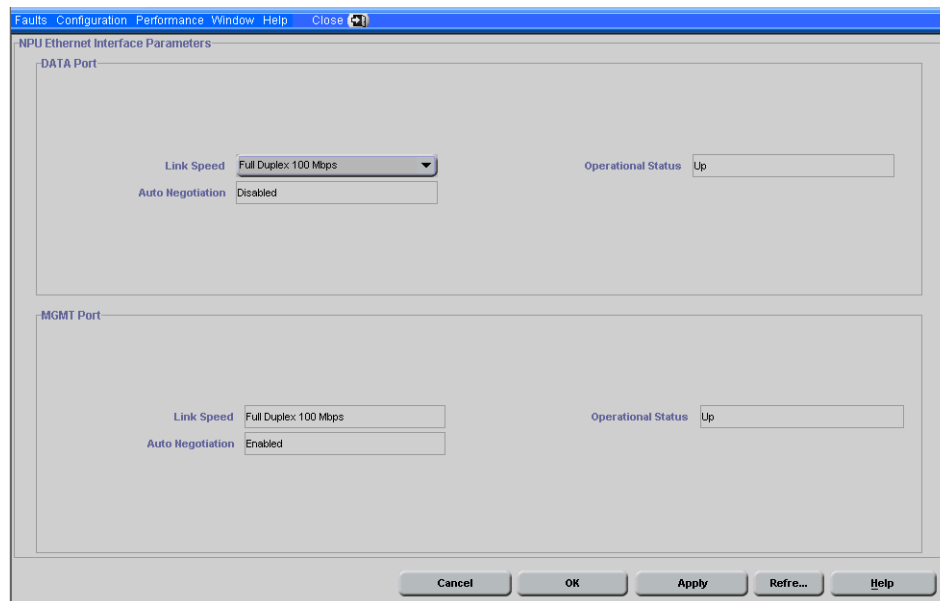 Faults Configuration Performance Window Help Close
NPU Ethernet Interface Parameters
DATA Port
Link Speed Full Duplex 100 Mbps Operational Status Up
Auto Negotiation Disabled
MGMT Port
Link Speed Full Duplex 100 Mbps Operational Status Up
Auto Negotiation Enabled
Cancel OK Apply Refre... Help